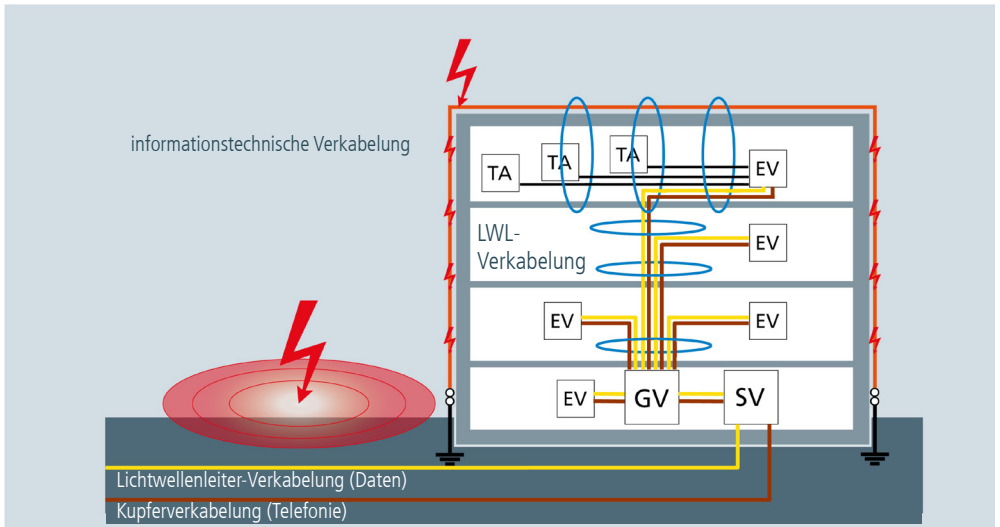 informationstechnische Verkabelung
TA
TA
TA
EV
LWL-
Verkabelung
EV
EV
EV
EV
GV
SV
Lichtwellenleiter-Verkabelung (Daten)
Kupferverkabelung (Telefonie)